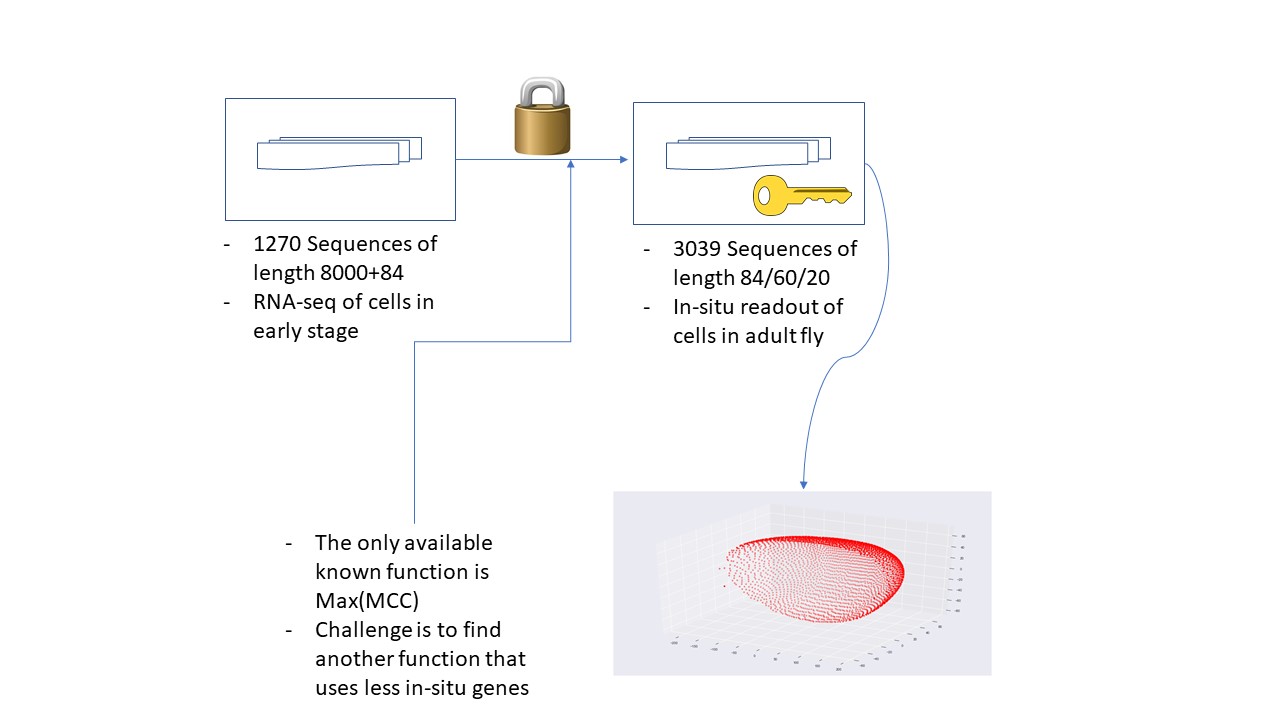 - 1270 Sequences of
length 8000+84
- RNA-seq of cells in
early stage
- 3039 Sequences of
length 84/60/20
- In-situ readout of
cells in adult fly
- The only available
known function is
Max(MCC)
- Challenge is to find
another function that
uses less in-situ genes